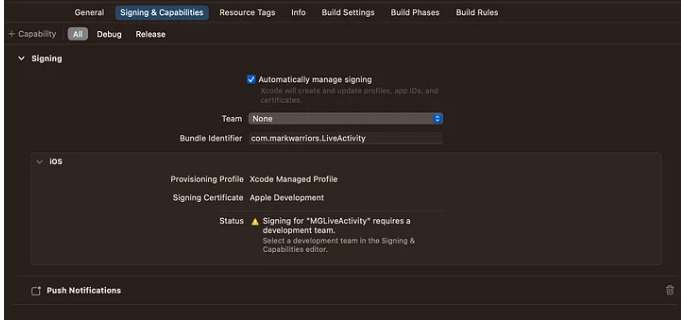 General Signing & Capabilities Resource Tags Info Build Settings Build Phases Build Rules
+ Capability All Debug Release
Signing
Automatically manage signing
Xcode will create and update profiles, app IDs, and
certificates.
Team None
Bundle Identifier com.markwarriors.LiveActivity
iOS
Provisioning Profile Xcode Managed Profile
Signing Certificate Apple Development
Status Signing for "MGLiveActivity" requires a
development team.
Select a development team in the Signing &
Capabilities editor.
Push Notifications